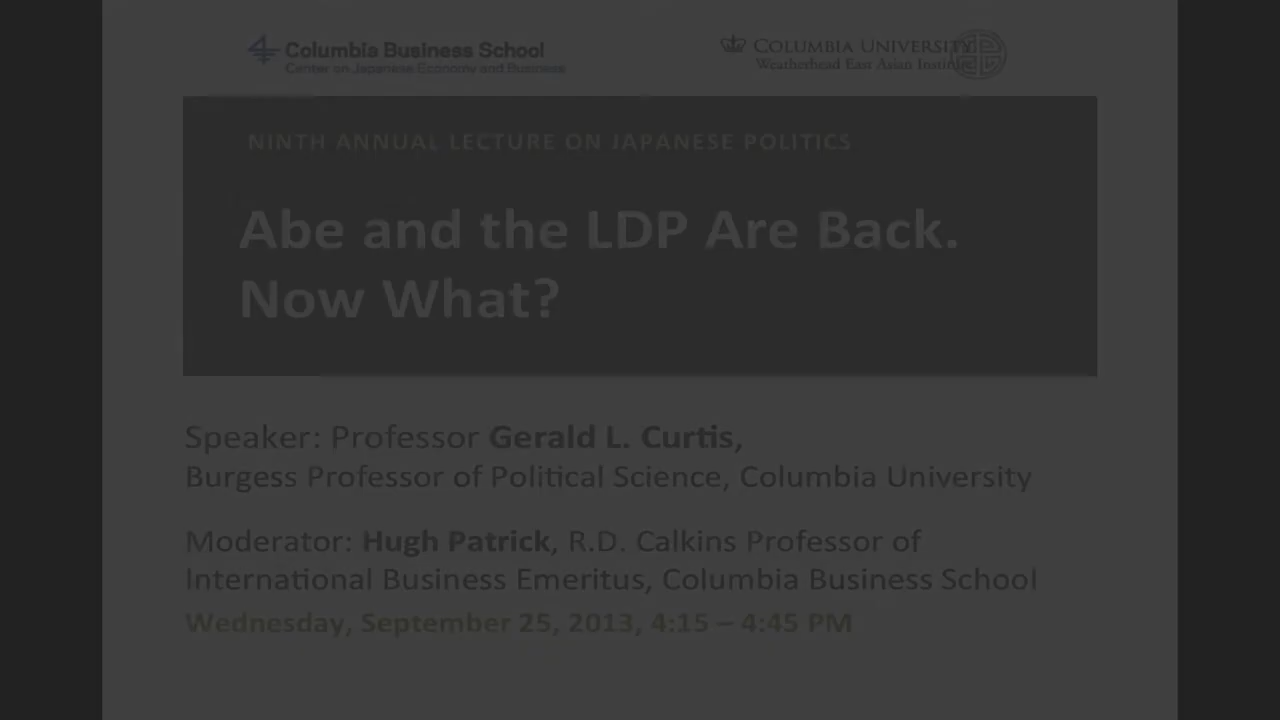 Columbia Business School
Center on Japanese Economy and Business
COLUMBIA UNIVERSITY
Weatherhead East Asian Institute
NINTH ANNUAL LECTURE ON JAPANESE POLITICS
Abe and the LDP Are Back.
Now What?
Speaker: Professor Gerald L. Curtis,
Burgess Professor of Political Science, Columbia University
Moderator: Hugh Patrick, R.D. Calkins Professor of
International Business Emeritus, Columbia Business School
Wednesday, September 25, 2013, 4:15 – 4:45 PM